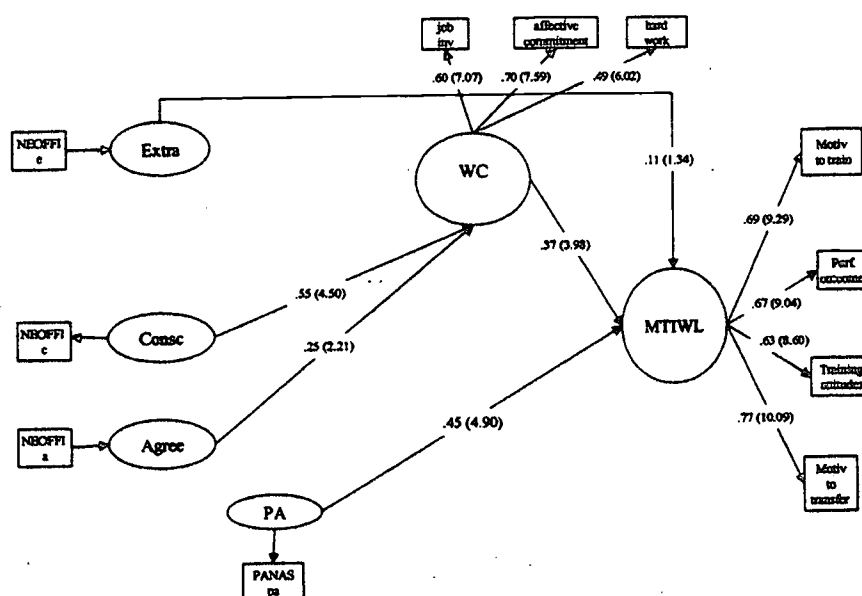 job
inv
affective
commitment
hard
work
.60 (7.07)
.70 (7.59)
.49 (6.02)
NEOFFI
e
Extra
WC
.11 (1.34)
Motiv
to train
.69 (9.29)
.37 (3.98)
Perf.
outcome
.55 (4.50)
MTIWL
.67 (9.04)
NEOFFI
c
Consc
.63 (8.60)
Training
attitudes
.25 (2.21)
.77 (10.09)
NEOFFI
a
Agree
.45 (4.90)
Motiv
to
transfer
PA
PANAS
pa